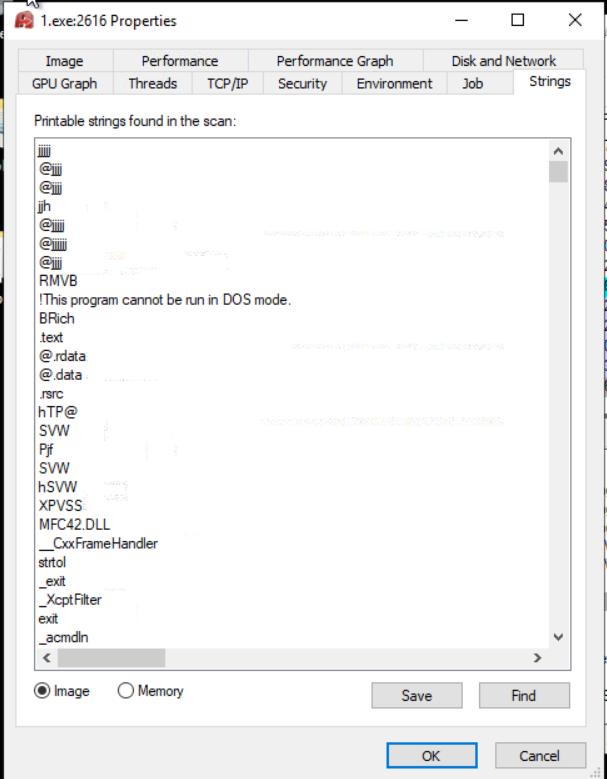 1.exe:2616 Properties
Image Performance Performance Graph Disk and Network
GPU Graph Threads TCP/IP Security Environment Job Strings
Printable strings found in the scan:
jjjjj
@jjjj
@jjjj
jjh
@jjjjj
@jjjjjj
@jjjj
RMVB
!This program cannot be run in DOS mode.
BRich
.text
@.rdata
@.data
.rsrc
hTP@
SVW
Pjf
SVW
hSVW
XPVSS
MFC42.DLL
__CxxFrameHandler
strtol
_exit
_XcptFilter
exit
_acmdln
Image Memory Save Find
OK Cancel